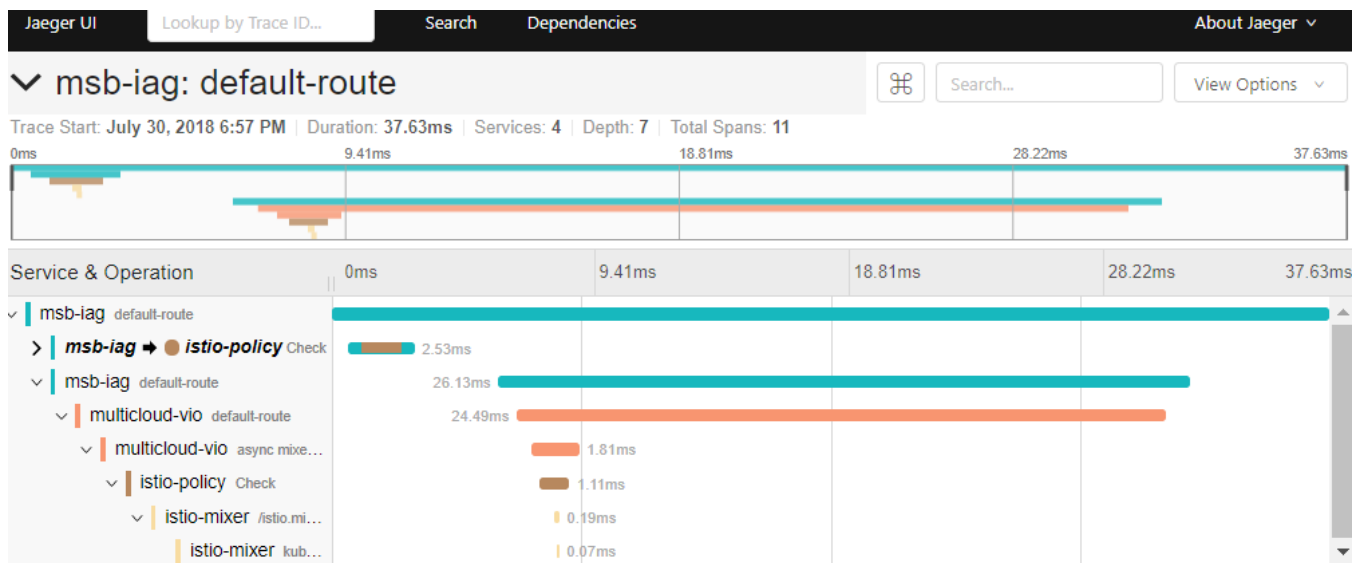 Jaeger UI Lookup by Trace ID... Search Dependencies About Jaeger
msb-iag: default-route Search... View Options
Trace Start: July 30, 2018 6:57 PM | Duration: 37.63ms | Services: 4 | Depth: 7 | Total Spans: 11
0ms 9.41ms 18.81ms 28.22ms 37.63ms
Service & Operation 0ms 9.41ms 18.81ms 28.22ms 37.63ms
msb-iag default-route
msb-iag → istio-policy Check 2.53ms
msb-iag default-route 26.13ms
multicloud-vio default-route 24.49ms
multicloud-vio async mixe... 1.81ms
istio-policy Check 1.11ms
istio-mixer /istio.mi... 0.19ms
istio-mixer kub... 0.07ms